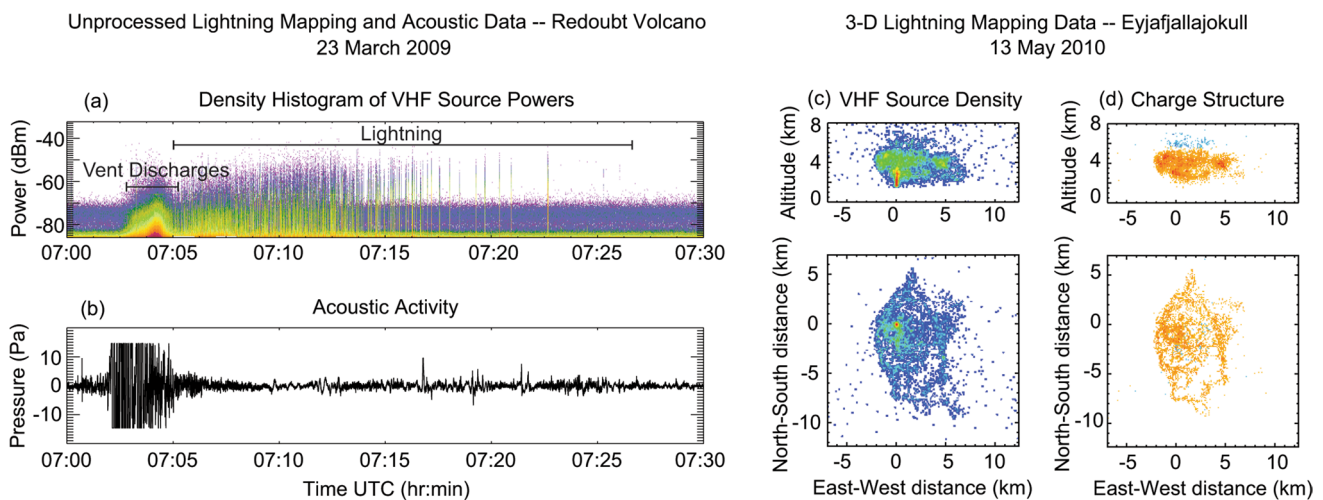 Unprocessed Lightning Mapping and Acoustic Data -- Redoubt Volcano
23 March 2009
(a) Density Histogram of VHF Source Powers
Power (dBm)
-40
-60
-80
Lightning
Vent Discharges
07:00 07:05 07:10 07:15 07:20 07:25 07:30
(b) Acoustic Activity
Pressure (Pa)
10
0
-10
07:00 07:05 07:10 07:15 07:20 07:25 07:30
Time UTC (hr:min)
3-D Lightning Mapping Data -- Eyjafjallajokull
13 May 2010
(c) VHF Source Density
Altitude (km)
8
6
4
2
0
-5 0 5 10
North-South distance (km)
5
0
-5
-10
-5 0 5 10
East-West distance (km)
(d) Charge Structure
Altitude (km)
8
6
4
2
0
-5 0 5 10
North-South distance (km)
5
0
-5
-10
-5 0 5 10
East-West distance (km)